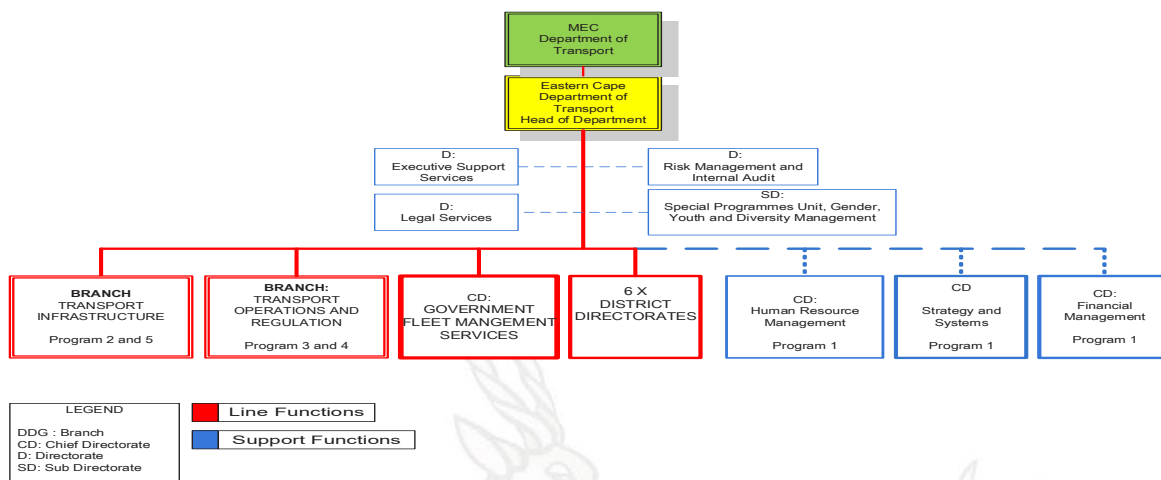 MEC
Department of
Transport
Eastern Cape
Department of
Transport
Head of Department
D:
Executive Support
Services
D:
Risk Management and
Internal Audit
D:
Legal Services
SD:
Special Programmes Unit, Gender,
Youth and Diversity Management
BRANCH
TRANSPORT
INFRASTRUCTURE
Program 2 and 5
BRANCH:
TRANSPORT
OPERATIONS AND
REGULATION
Program 3 and 4
CD:
GOVERNMENT
FLEET MANGEMENT
SERVICES
6 X
DISTRICT
DIRECTORATES
CD:
Human Resource
Management
Program 1
CD
Strategy and
Systems
Program 1
CD:
Financial
Management
Program 1
LEGEND
DDG : Branch
CD: Chief Directorate
D: Directorate
SD: Sub Directorate
Line Functions
Support Functions